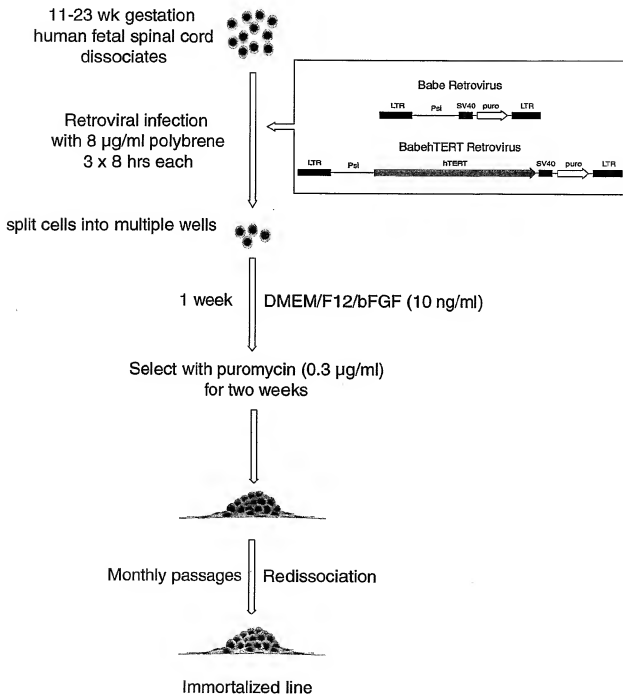 11-23 wk gestation
human fetal spinal cord
dissociates
Retroviral infection
with 8 µg/ml polybrene
3 x 8 hrs each
Babe Retrovirus
LTR Psi SV40 puro LTR
BabehTERT Retrovirus
LTR Psi hTERT SV40 puro LTR
split cells into multiple wells
1 week DMEM/F12/bFGF (10 ng/ml)
Select with puromycin (0.3 µg/ml)
for two weeks
Monthly passages Redissociation
Immortalized line